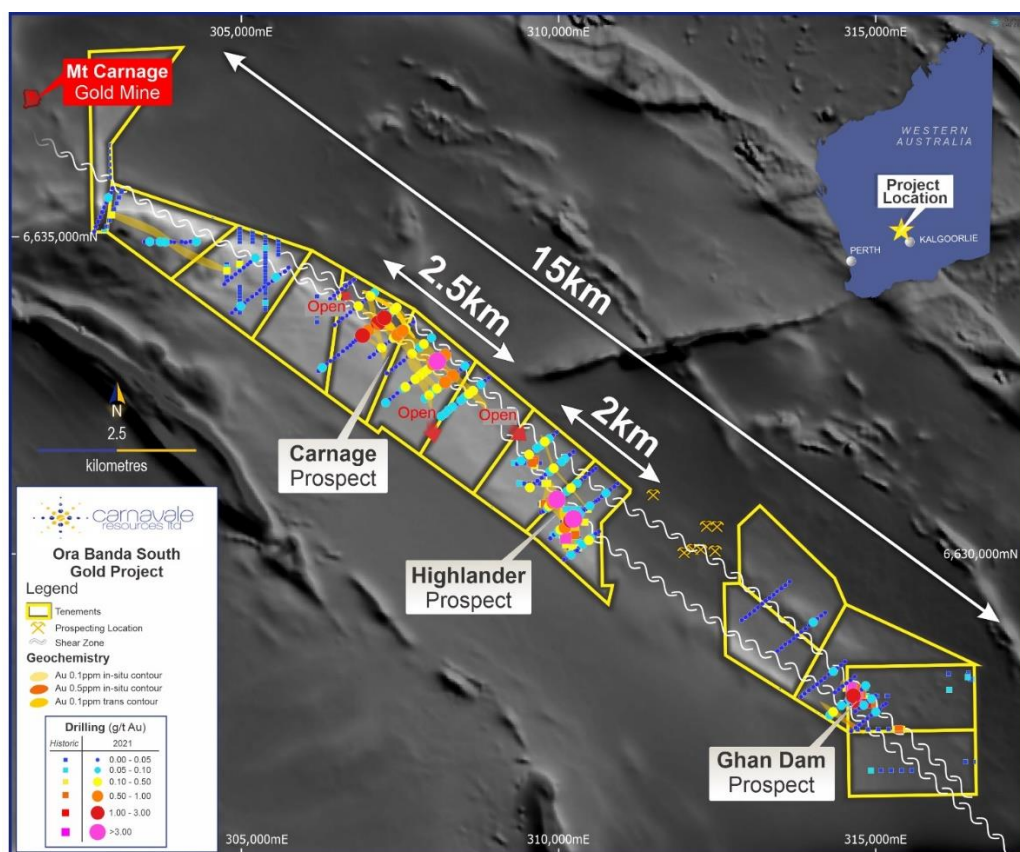 305,000mE
310,000mE
315,000mE
Mt Carnage
Gold Mine
WESTERN
AUSTRALIA
Project
Location
KALGOORLIE
PERTH
6,635,000mN
15km
2.5km
Open
Open
Open
2km
N
2.5
kilometres
Carnage
Prospect
Highlander
Prospect
6,630,000mN
Ghan Dam
Prospect
carnavale
resources ltd
Ora Banda South
Gold Project
Legend
Tenements
Prospecting Location
Shear Zone
Geochemistry
Au 0.1ppm in-situ contour
Au 0.5ppm in-situ contour
Au 0.1ppm trans contour
Drilling (g/t Au)
Historic 2021
0.00 - 0.05
0.05 - 0.10
0.10 - 0.50
0.50 - 1.00
1.00 - 3.00
>3.00
305,000mE
310,000mE
315,000mE